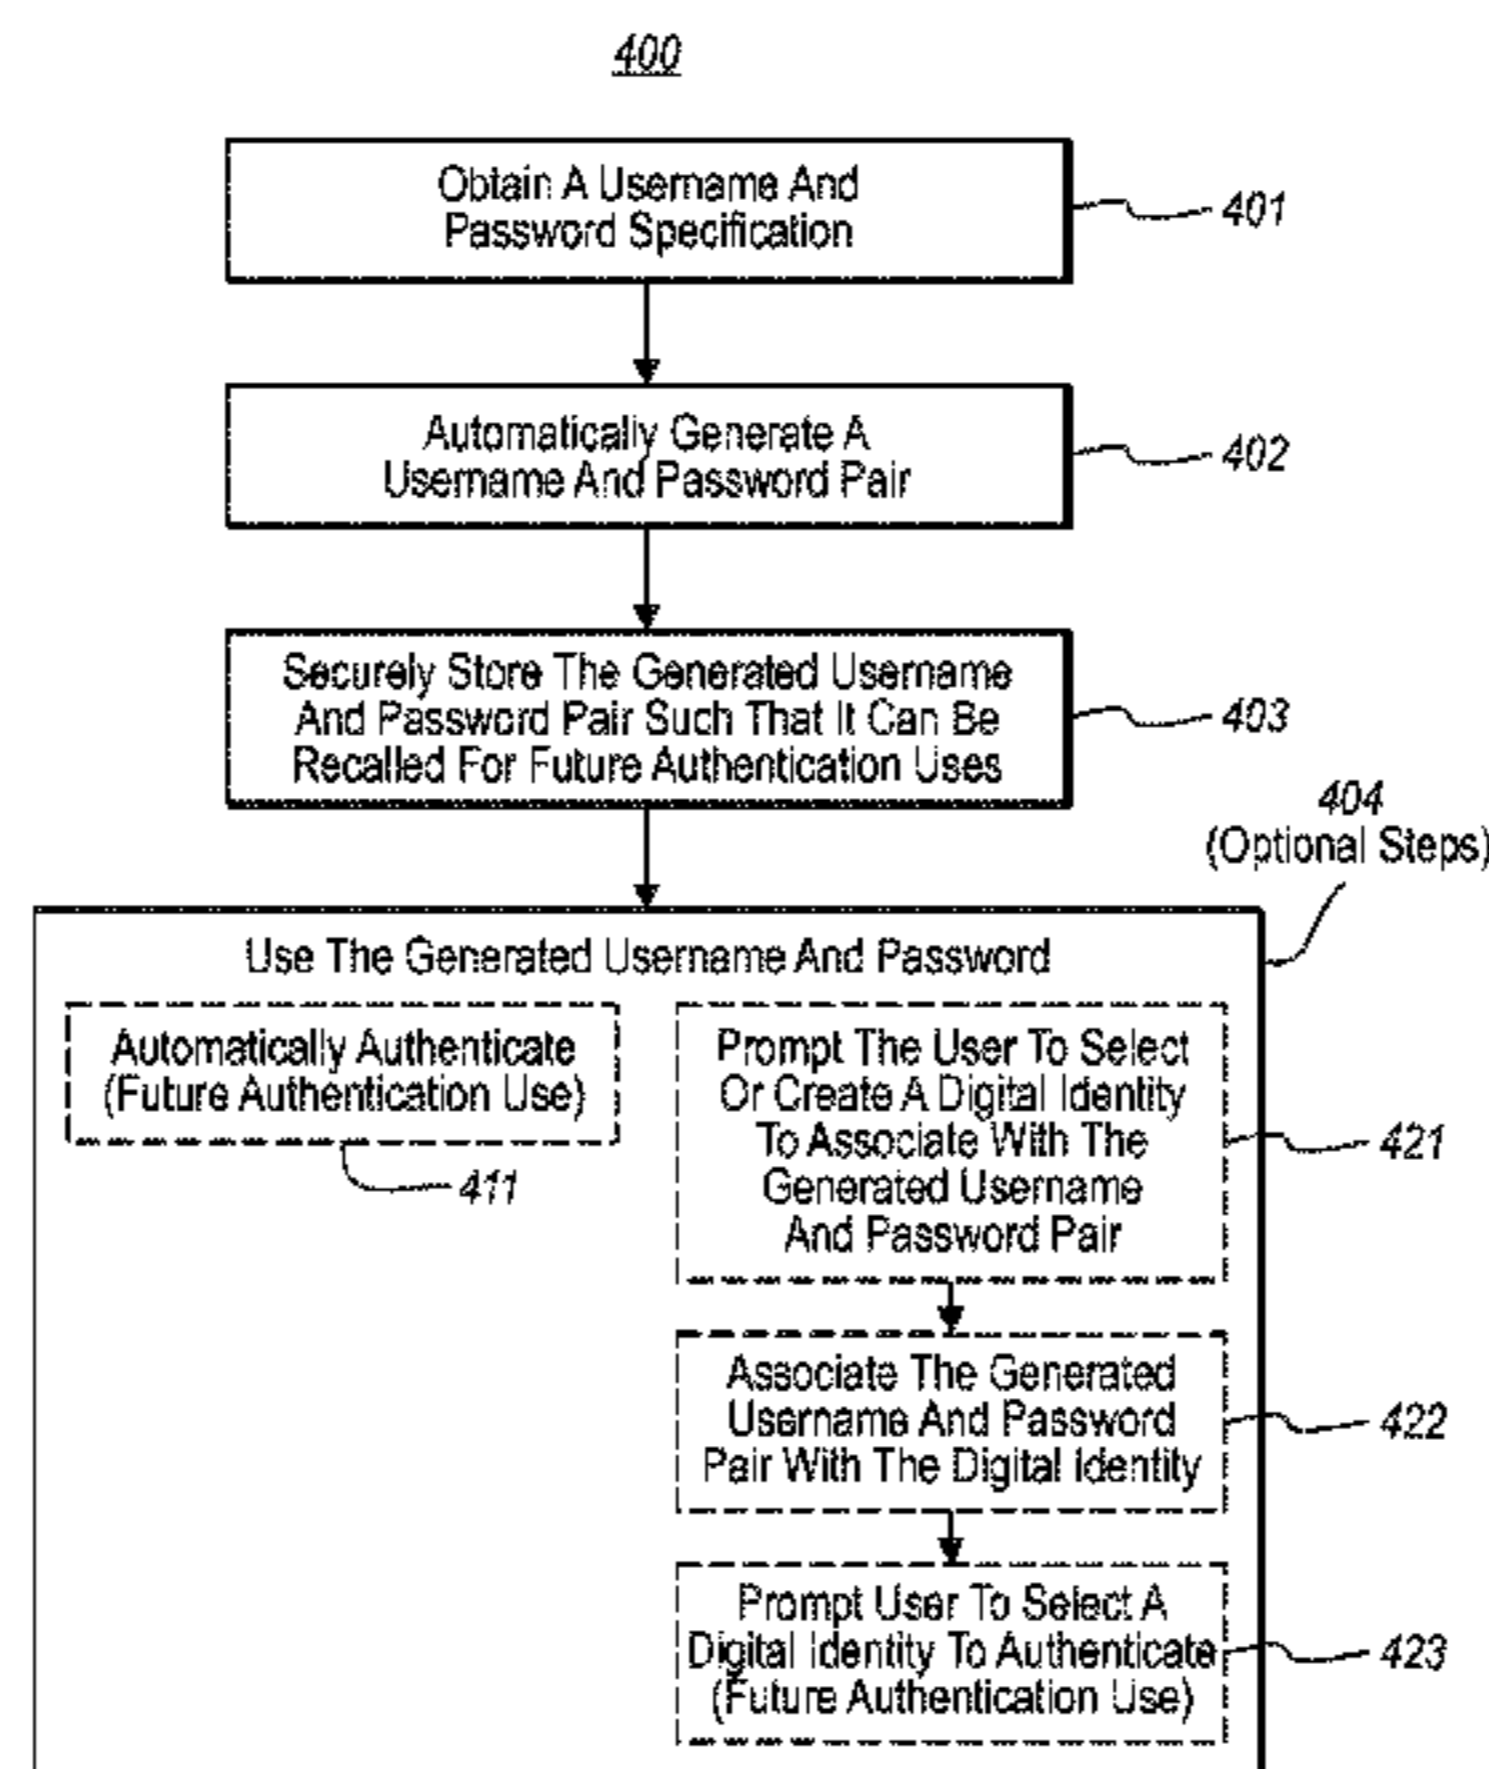 400
Obtain A Username And
Password Specification
401
Automatically Generate A
Username And Password Pair
402
Securely Store The Generated Username
And Password Pair Such That It Can Be
Recalled For Future Authentication Uses
403
404
(Optional Steps)
Use The Generated Username And Password
Automatically Authenticate
(Future Authentication Use)
411
Prompt The User To Select
Or Create A Digital Identity
To Associate With The
Generated Username
And Password Pair
421
Associate The Generated
Username And Password
Pair With The Digital Identity
422
Prompt User To Select A
Digital Identity To Authenticate
(Future Authentication Use)
423